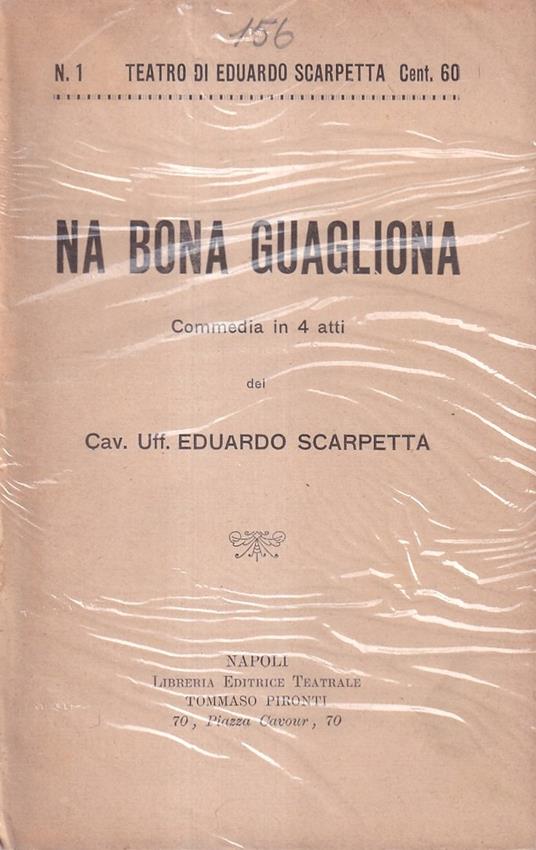 156
N. 1 TEATRO DI EDUARDO SCARPETTA Cent. 60
NA BONA GUAGLIONA
Commedia in 4 atti
dei
Cav. Uff. EDUARDO SCARPETTA
NAPOLI
LIBRERIA EDITRICE TEATRALE
TOMMASO PIRONTI
70, Piazza Cavour, 70